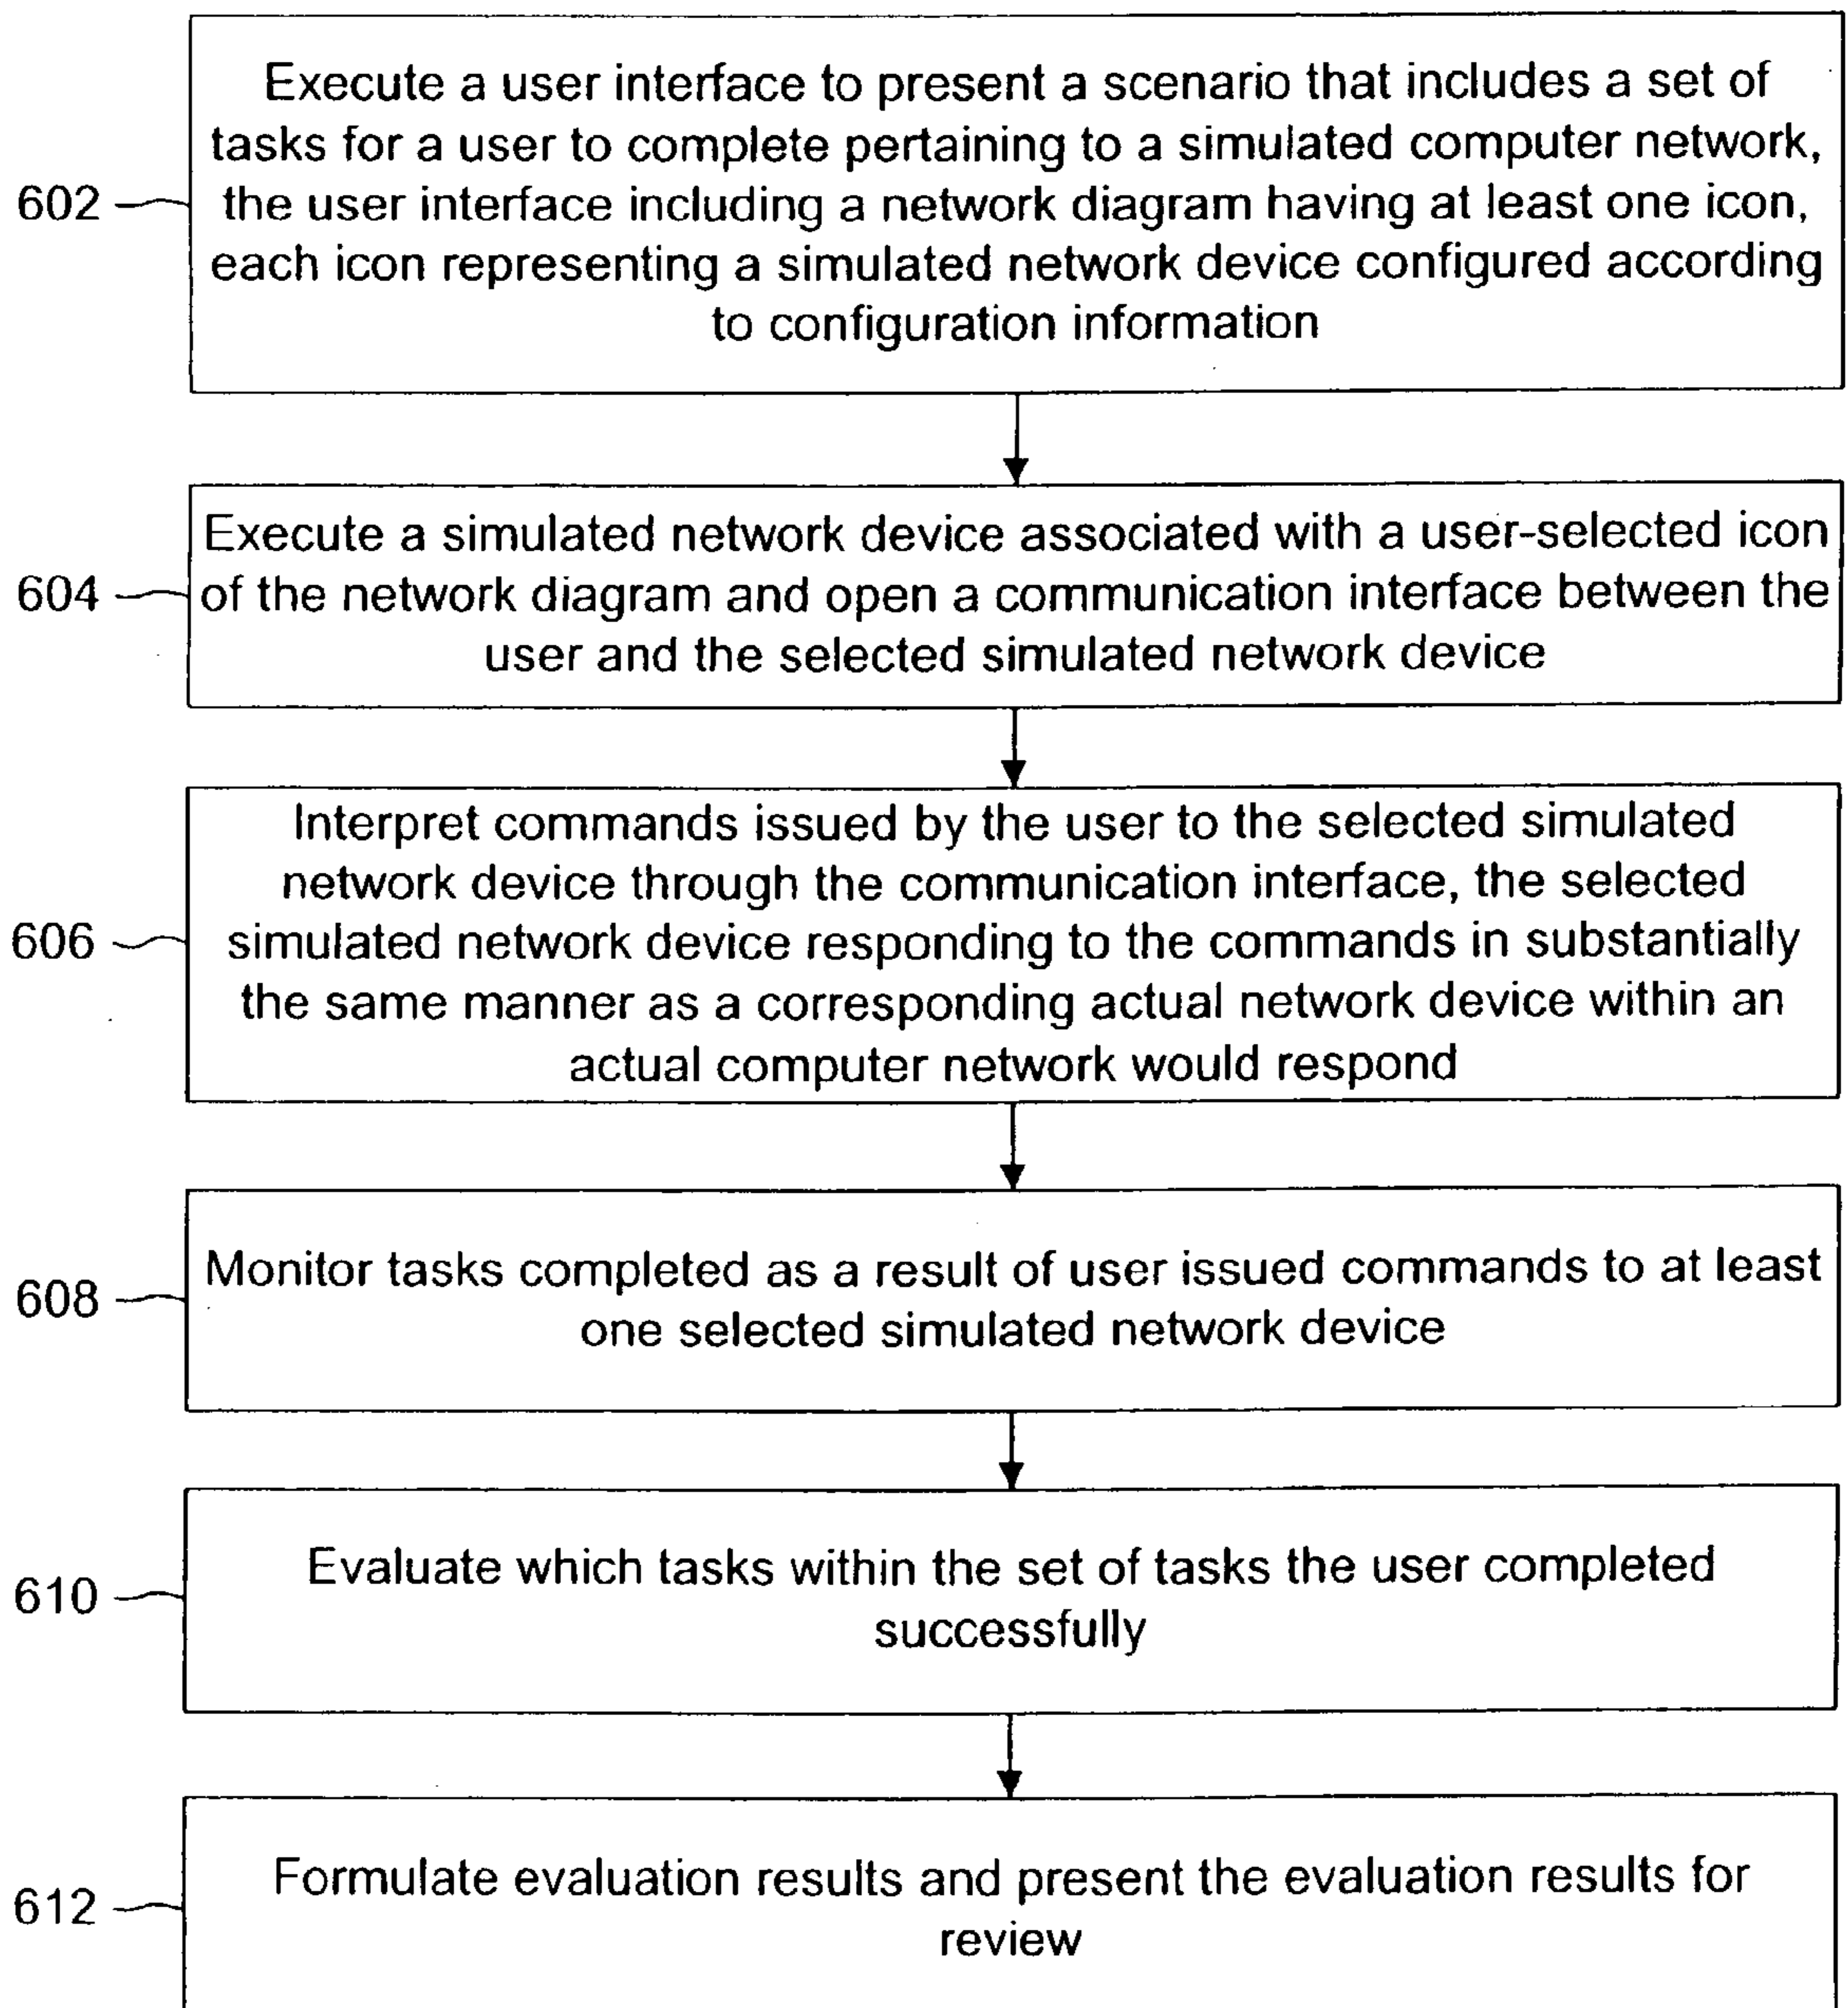 Execute a user interface to present a scenario that includes a set of
tasks for a user to complete pertaining to a simulated computer network,
602
the user interface including a network diagram having at least one icon,
each icon representing a simulated network device configured according
to configuration information
Execute a simulated network device associated with a user-selected icon
604
of the network diagram and open a communication interface between the
user and the selected simulated network device
Interpret commands issued by the user to the selected simulated
network device through the communication interface, the selected
606
simulated network device responding to the commands in substantially
the same manner as a corresponding actual network device within an
actual computer network would respond
Monitor tasks completed as a result of user issued commands to at least
608
one selected simulated network device
Evaluate which tasks within the set of tasks the user completed
610
successfully
Formulate evaluation results and present the evaluation results for
612
review